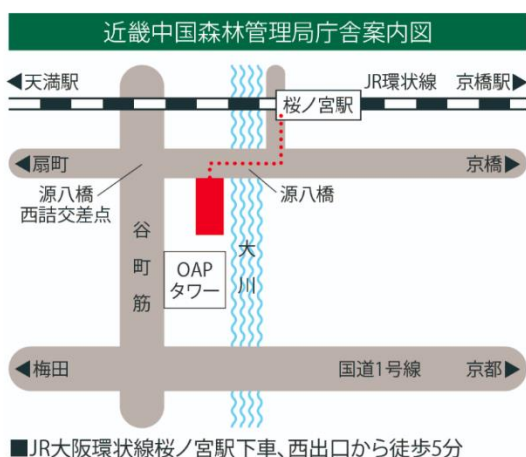 近畿中国森林管理局庁舎案内図
◀天満駅
JR環状線 京橋駅▶
桜ノ宮駅
◀扇町
京橋▶
源八橋
西詰交差点
源八橋
谷町筋
OAP
タワー
大川
◀梅田
国道1号線 京都▶
■JR大阪環状線桜ノ宮駅下車、西出口から徒歩5分